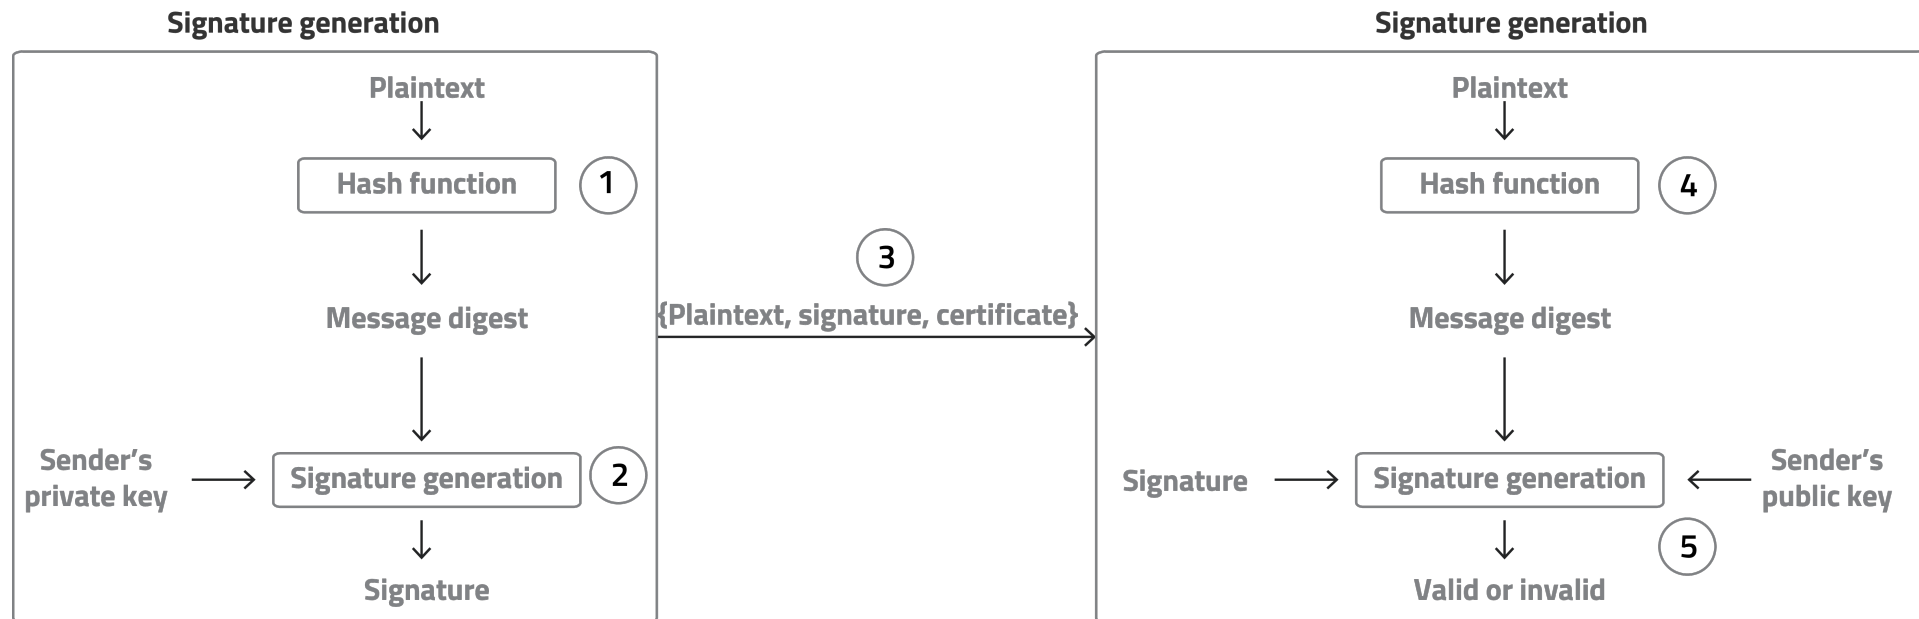 Signature generation
Plaintext
Hash function
1
Message digest
Sender’s
private key
Signature generation
2
Signature
3
{Plaintext, signature, certificate}
Signature generation
Plaintext
Hash function
4
Message digest
Signature
Signature generation
Sender’s
public key
5
Valid or invalid